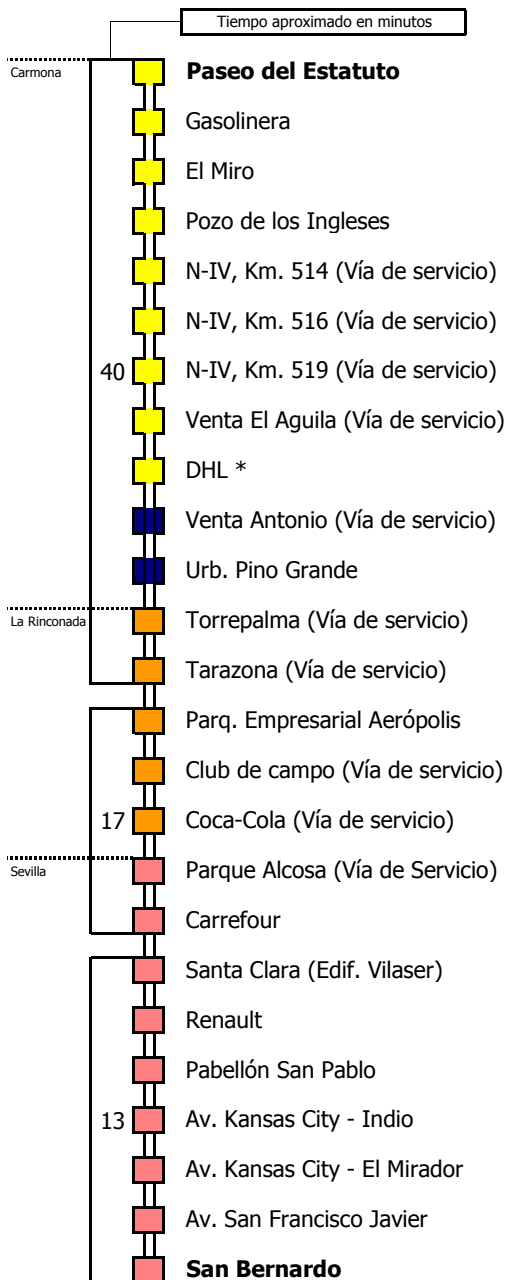 Tiempo aproximado en minutos
Carmona
Paseo del Estatuto
Gasolinera
El Miro
Pozo de los Ingleses
N-IV, Km. 514 (Vía de servicio)
N-IV, Km. 516 (Vía de servicio)
40
N-IV, Km. 519 (Vía de servicio)
Venta El Aguila (Vía de servicio)
DHL *
Venta Antonio (Vía de servicio)
Urb. Pino Grande
La Rinconada
Torrepalma (Vía de servicio)
Tarazona (Vía de servicio)
Parq. Empresarial Aerópolis
Club de campo (Vía de servicio)
17
Coca-Cola (Vía de servicio)
Sevilla
Parque Alcosa (Vía de Servicio)
Carrefour
Santa Clara (Edif. Vilaser)
Renault
Pabellón San Pablo
13
Av. Kansas City - Indio
Av. Kansas City - El Mirador
Av. San Francisco Javier
San Bernardo